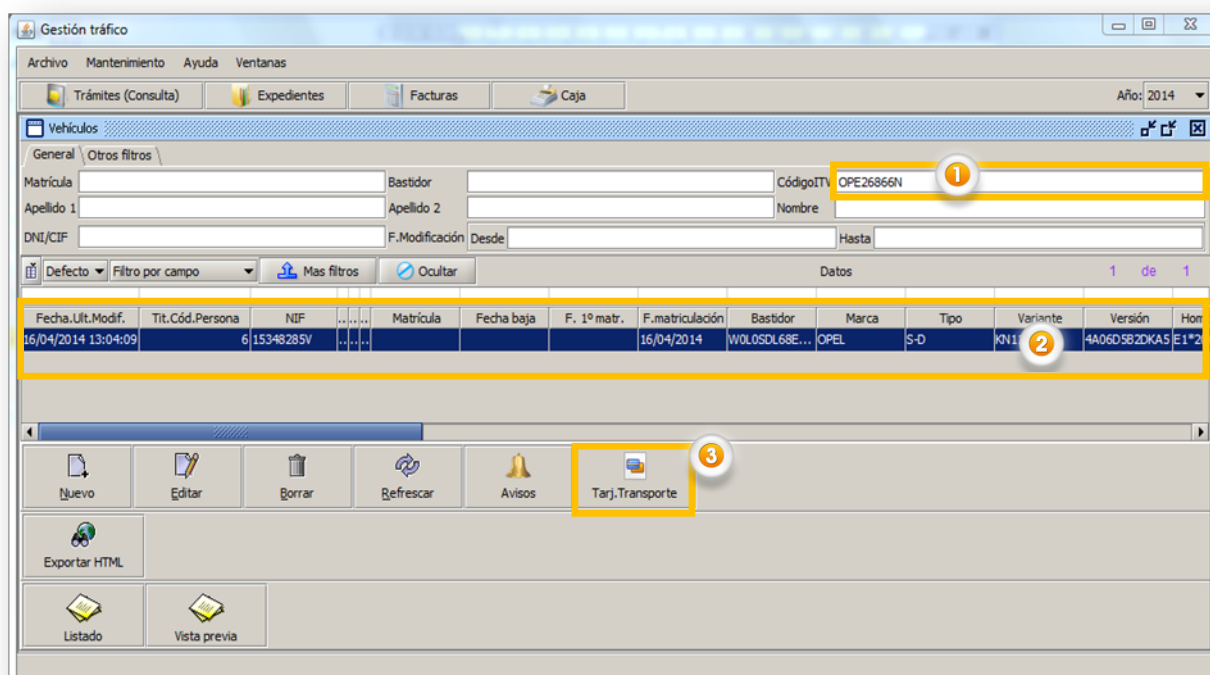 Gestión tráfico
Archivo Mantenimiento Ayuda Ventanas
Trámites (Consulta) Expedientes Facturas Caja Año: 2014
Vehículos
General Otros filtros
Matrícula Bastidor CódigoITV OPE26866N 1
Apellido 1 Apellido 2 Nombre
DNI/CIF F.Modificación Desde Hasta
Defecto Filtro por campo Mas filtros Ocultar Datos 1 de 1
Fecha.Ult.Modif. Tit.Cód.Persona NIF .. .. .. Matrícula Fecha baja F. 1º matr. F.matriculación Bastidor Marca Tipo Variante Versión Hom
16/04/2014 13:04:09 6 15348285V .. .. .. 16/04/2014 W0L0SDL68E... OPEL S-D 2 4A06D5B2DKA5
3
Nuevo Editar Borrar Refrescar Avisos Tarj.Transporte
Exportar HTML
Listado Vista previa